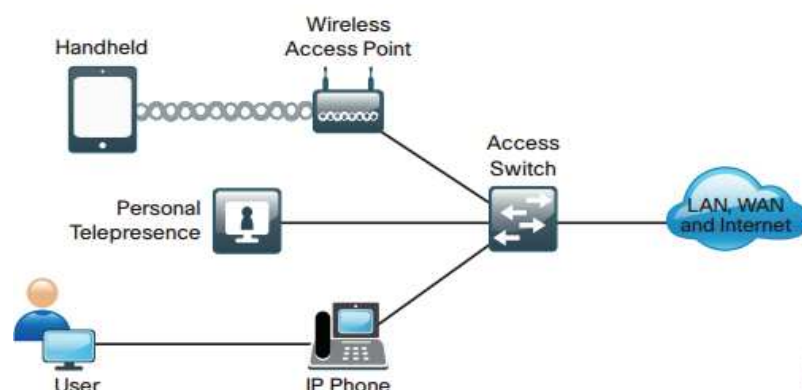 Wireless
Access Point
Handheld
Access
Switch
Personal
Telepresence
LAN, WAN
and Internet
User
IP Phone